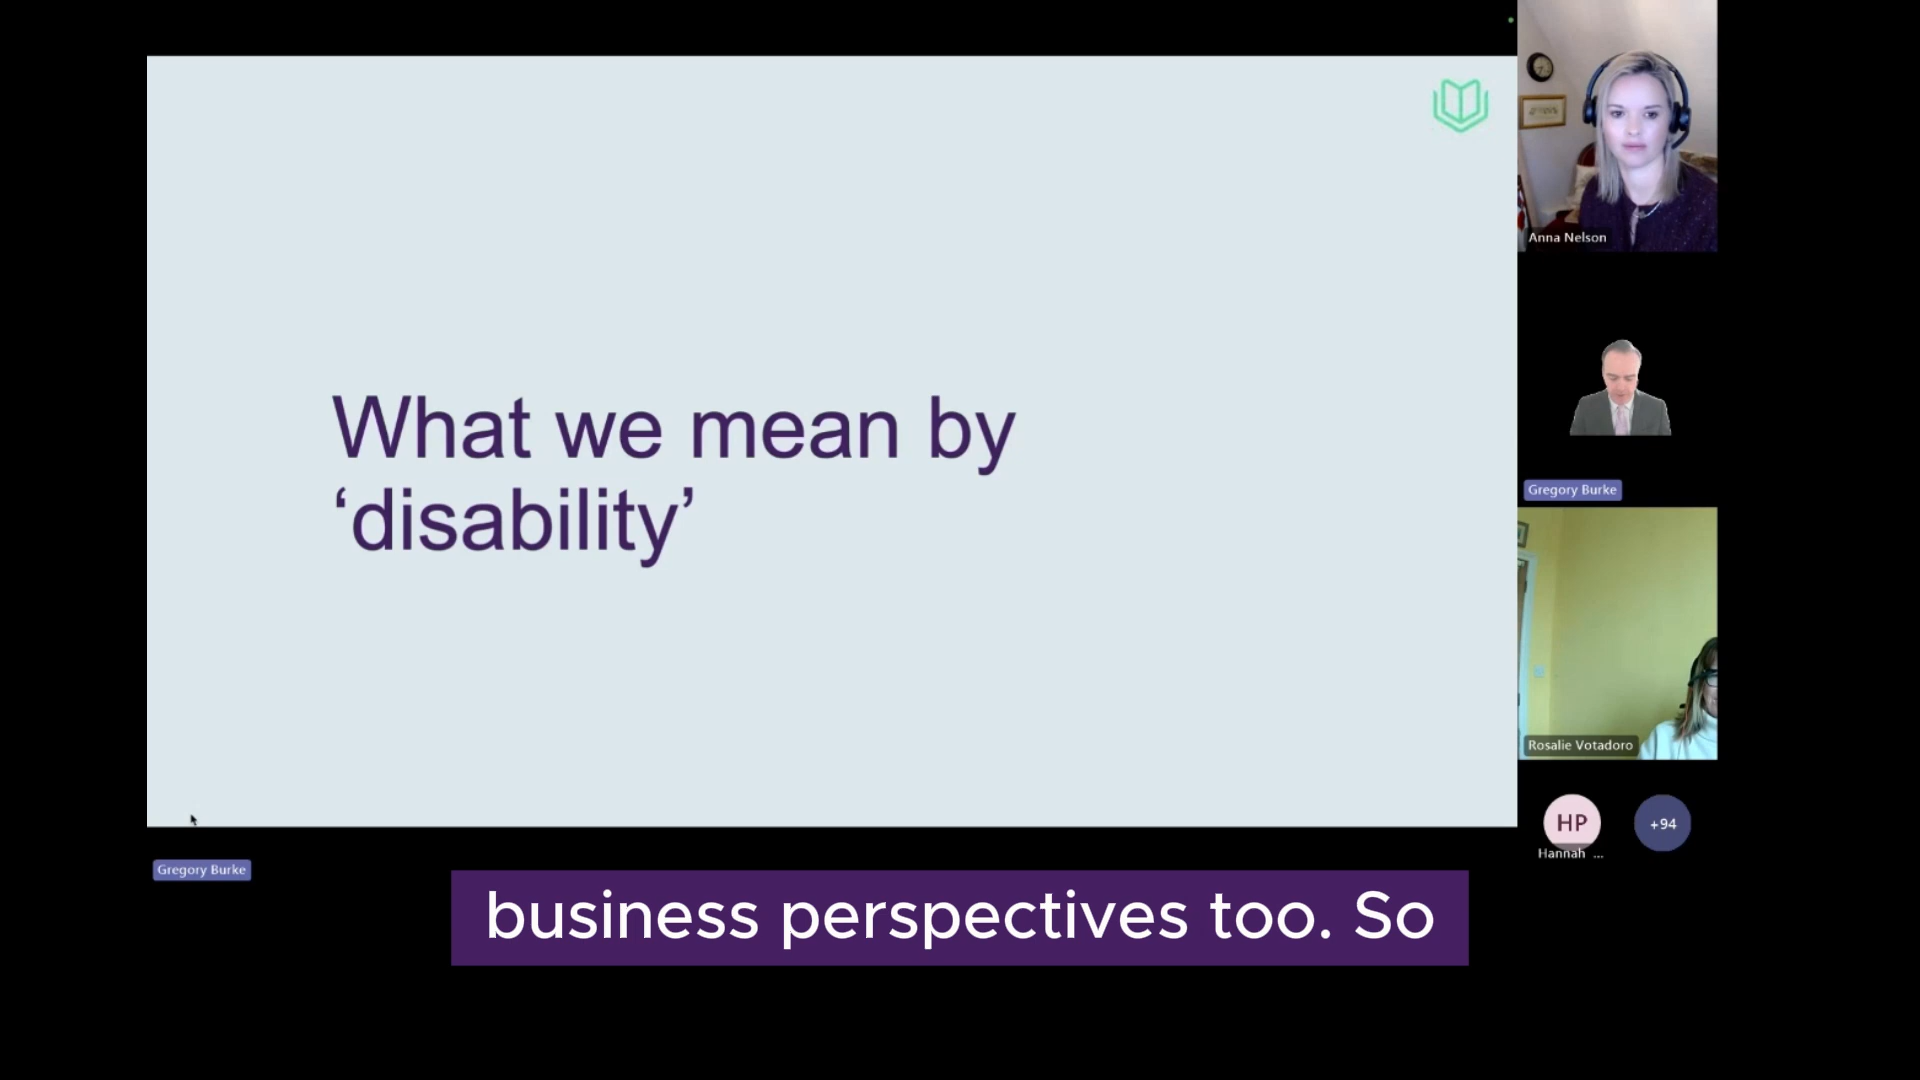 What we mean by
‘disability’
Anna Nelson
Gregory Burke
Rosalie Votadoro
HP
+94
Hannah ...
Gregory Burke
business perspectives too. So